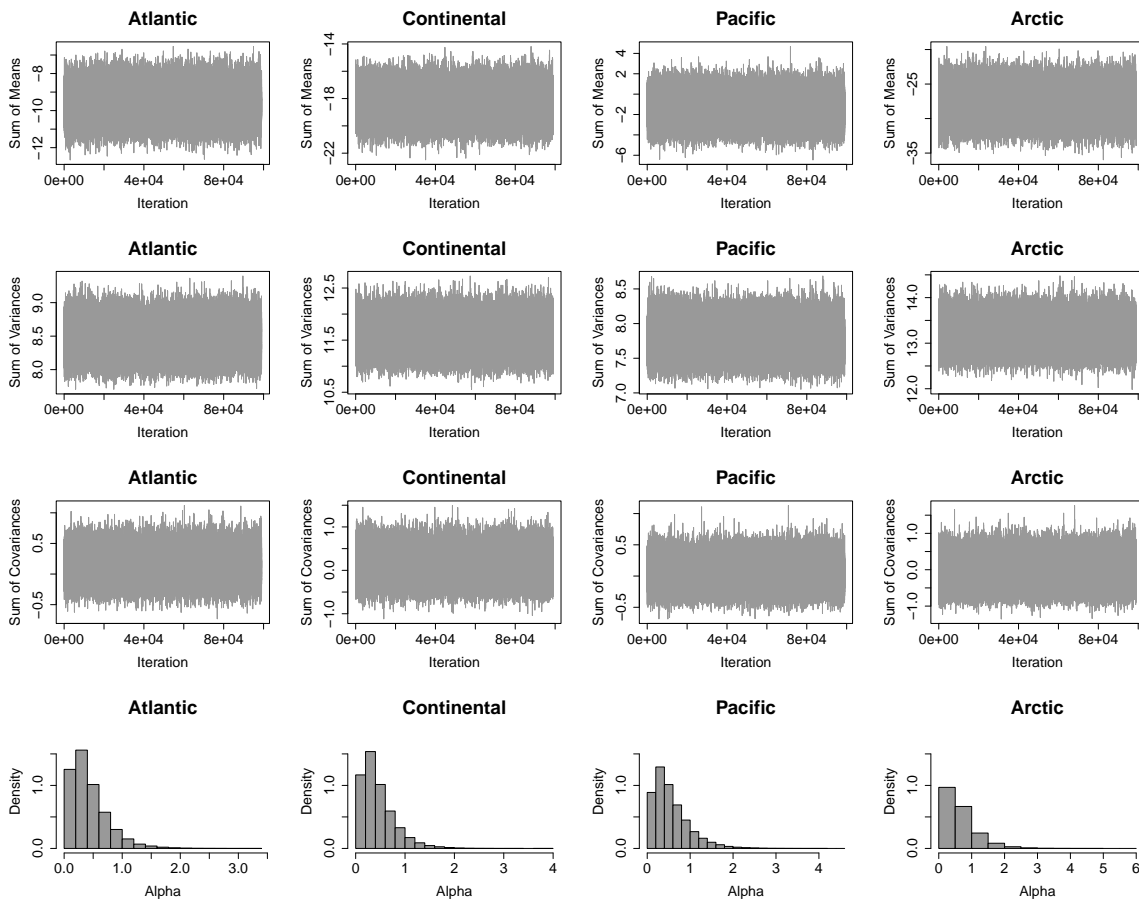 Atlantic Continental Pacific Arctic
Sum of Means −12 −10 −8 Sum of Means −22 −18 −14 Sum of Means −6 −2 2 4 Sum of Means −35 −25
0e+00 4e+04 8e+04 0e+00 4e+04 8e+04 0e+00 4e+04 8e+04 0e+00 4e+04 8e+04
Iteration Iteration Iteration Iteration
Atlantic Continental Pacific Arctic
Sum of Variances 8.0 8.5 9.0 Sum of Variances 10.5 11.5 12.5 Sum of Variances 7.0 7.5 8.0 8.5 Sum of Variances 12.0 13.0 14.0
0e+00 4e+04 8e+04 0e+00 4e+04 8e+04 0e+00 4e+04 8e+04 0e+00 4e+04 8e+04
Iteration Iteration Iteration Iteration
Atlantic Continental Pacific Arctic
Sum of Covariances −0.5 0.5 Sum of Covariances −1.0 0.0 1.0 Sum of Covariances −0.5 0.5 Sum of Covariances −1.0 0.0 1.0
0e+00 4e+04 8e+04 0e+00 4e+04 8e+04 0e+00 4e+04 8e+04 0e+00 4e+04 8e+04
Iteration Iteration Iteration Iteration
Atlantic Continental Pacific Arctic
Density 0.0 1.0 Density 0.0 1.0 Density 0.0 1.0 Density 0.0 1.0
0.0 1.0 2.0 3.0 0 1 2 3 4 0 1 2 3 4 0 1 2 3 4 5 6
Alpha Alpha Alpha Alpha